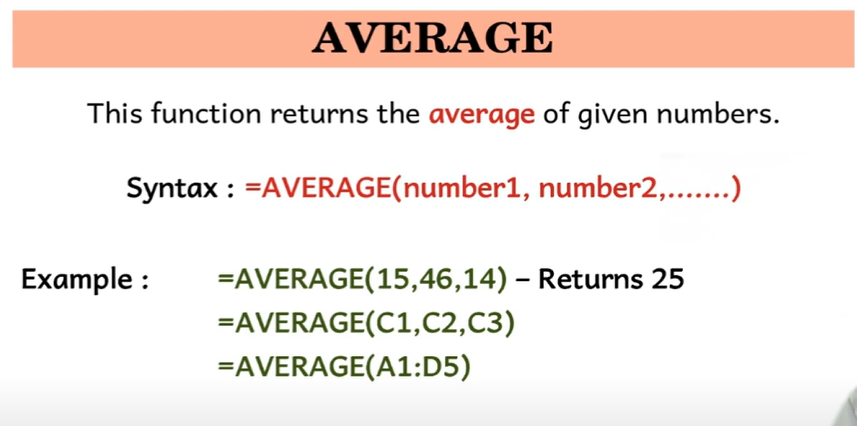 AVERAGE
This function returns the average of given numbers.
Syntax : =AVERAGE(number1, number2,.......)
Example : =AVERAGE(15,46,14) – Returns 25
=AVERAGE(C1,C2,C3)
=AVERAGE(A1:D5)